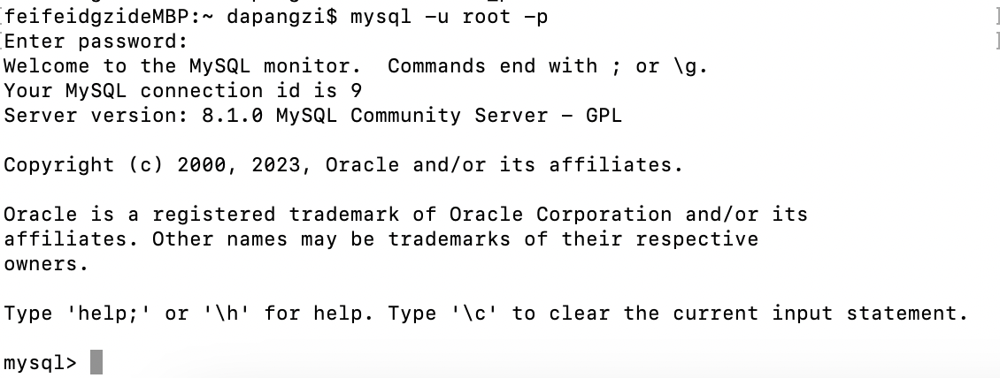 [feifeidgzideMBP:~ dapangzi$ mysql -u root -p ]
[Enter password: ]
Welcome to the MySQL monitor.  Commands end with ; or \g.
Your MySQL connection id is 9
Server version: 8.1.0 MySQL Community Server - GPL
Copyright (c) 2000, 2023, Oracle and/or its affiliates.
Oracle is a registered trademark of Oracle Corporation and/or its
affiliates. Other names may be trademarks of their respective
owners.
Type 'help;' or '\h' for help. Type '\c' to clear the current input statement.
mysql>